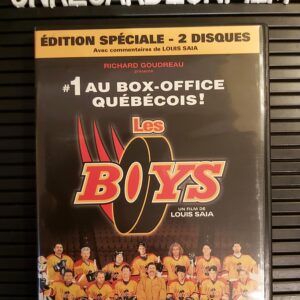 UNREGARDEUNFILM
ÉDITION SPÉCIALE - 2 DISQUES
Avec commentaires de LOUIS SAIA
RICHARD GOUDREAU
présente
#1 AU BOX-OFFICE
QUÉBÉCOIS!
Les
BOYS
UN FILM DE
LOUIS SAIA